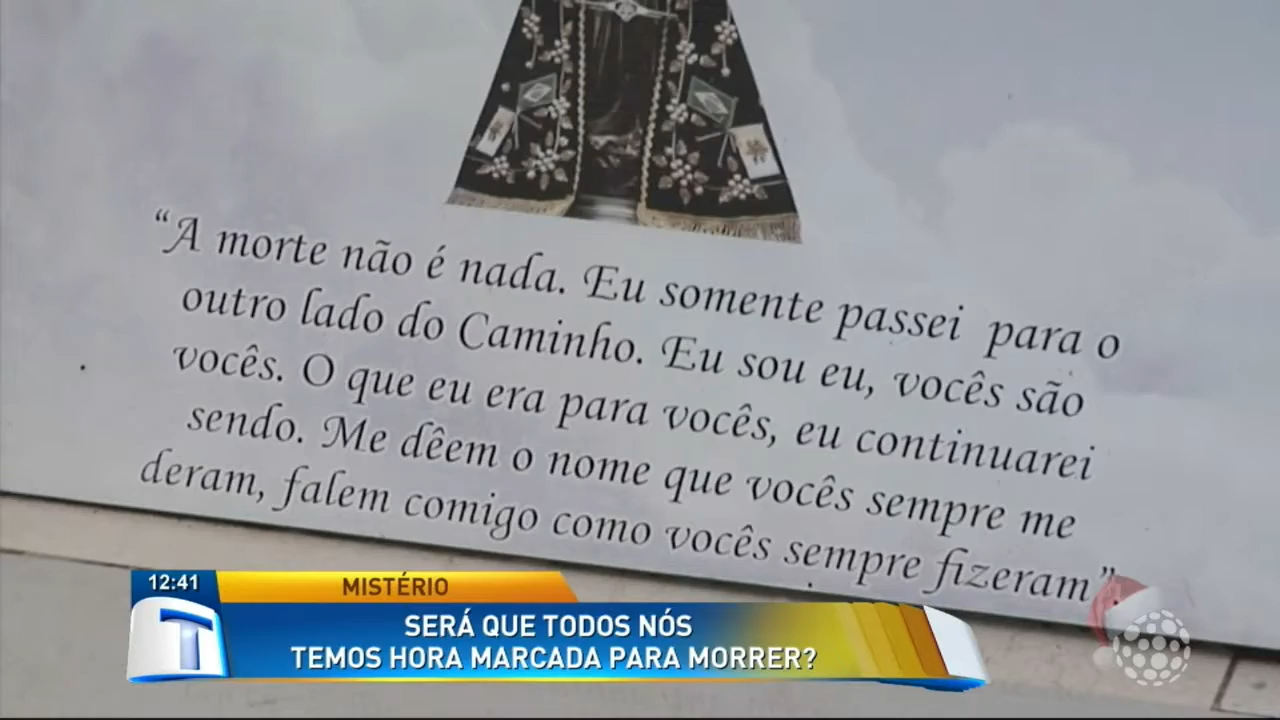 “A morte não é nada. Eu somente passei para o
outro lado do Caminho. Eu sou eu, vocês são
vocês. O que eu era para vocês, eu continuarei
sendo. Me dêem o nome que vocês sempre me
deram, falem comigo como vocês sempre fizeram”
12:41
MISTÉRIO
T
SERÁ QUE TODOS NÓS
TEMOS HORA MARCADA PARA MORRER?